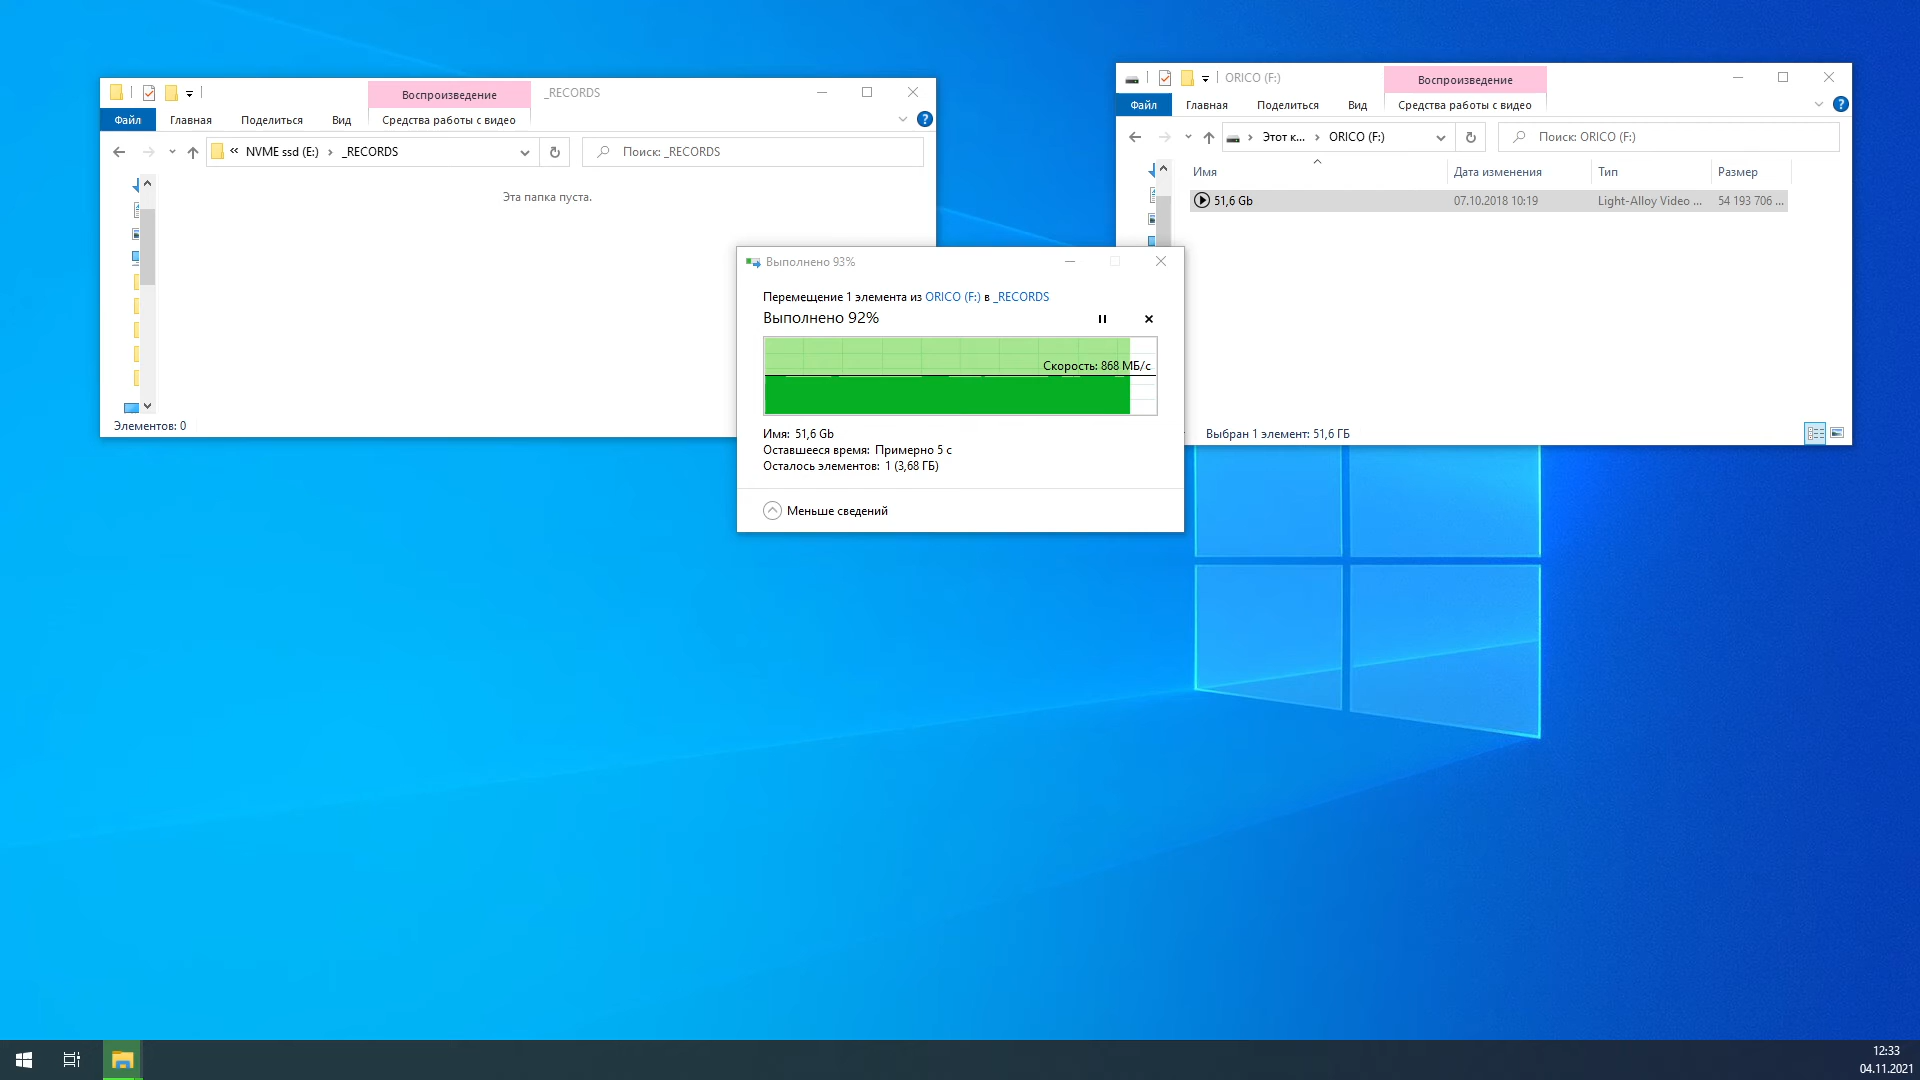 Воспроизведение
_RECORDS
Файл
Главная
Поделиться
Вид
Средства работы с видео
NVME ssd (E:)
_RECORDS
Поиск: _RECORDS
Эта папка пуста.
Элементов: 0
ORICO (F:)
Воспроизведение
Файл
Главная
Поделиться
Вид
Средства работы с видео
Этот к...
ORICO (F:)
Поиск: ORICO (F:)
Имя
Дата изменения
Тип
Размер
51,6 Gb
07.10.2018 10:19
Light-Alloy Video ...
54 193 706 ...
Выбран 1 элемент: 51,6 ГБ
Выполнено 93%
Перемещение 1 элемента из ORICO (F:) в _RECORDS
Выполнено 92%
Скорость: 868 МБ/с
Имя: 51,6 Gb
Оставшееся время: Примерно 5 с
Осталось элементов: 1 (3,68 ГБ)
Меньше сведений
12:33
04.11.2021